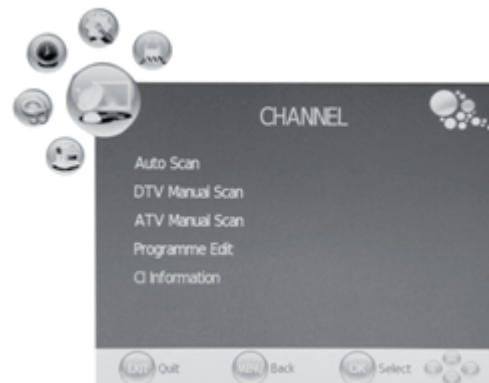 CHANNEL
Auto Scan
DTV Manual Scan
ATV Manual Scan
Programme Edit
CI Information
EXIT Quit MENU Back OK Select